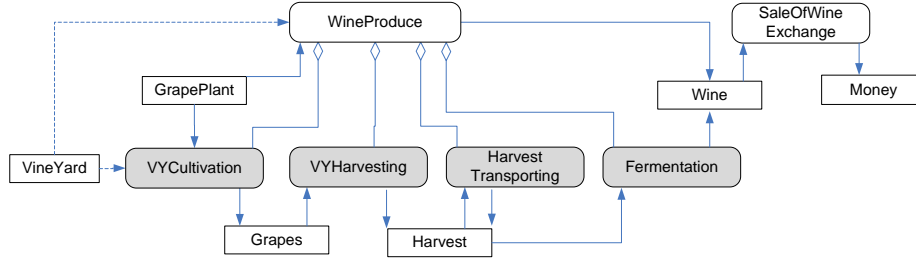 WineProduce
SaleOfWine
Exchange
GrapePlant
Wine
Money
VineYard
VYCultivation
VYHarvesting
Harvest
Transporting
Fermentation
Grapes
Harvest